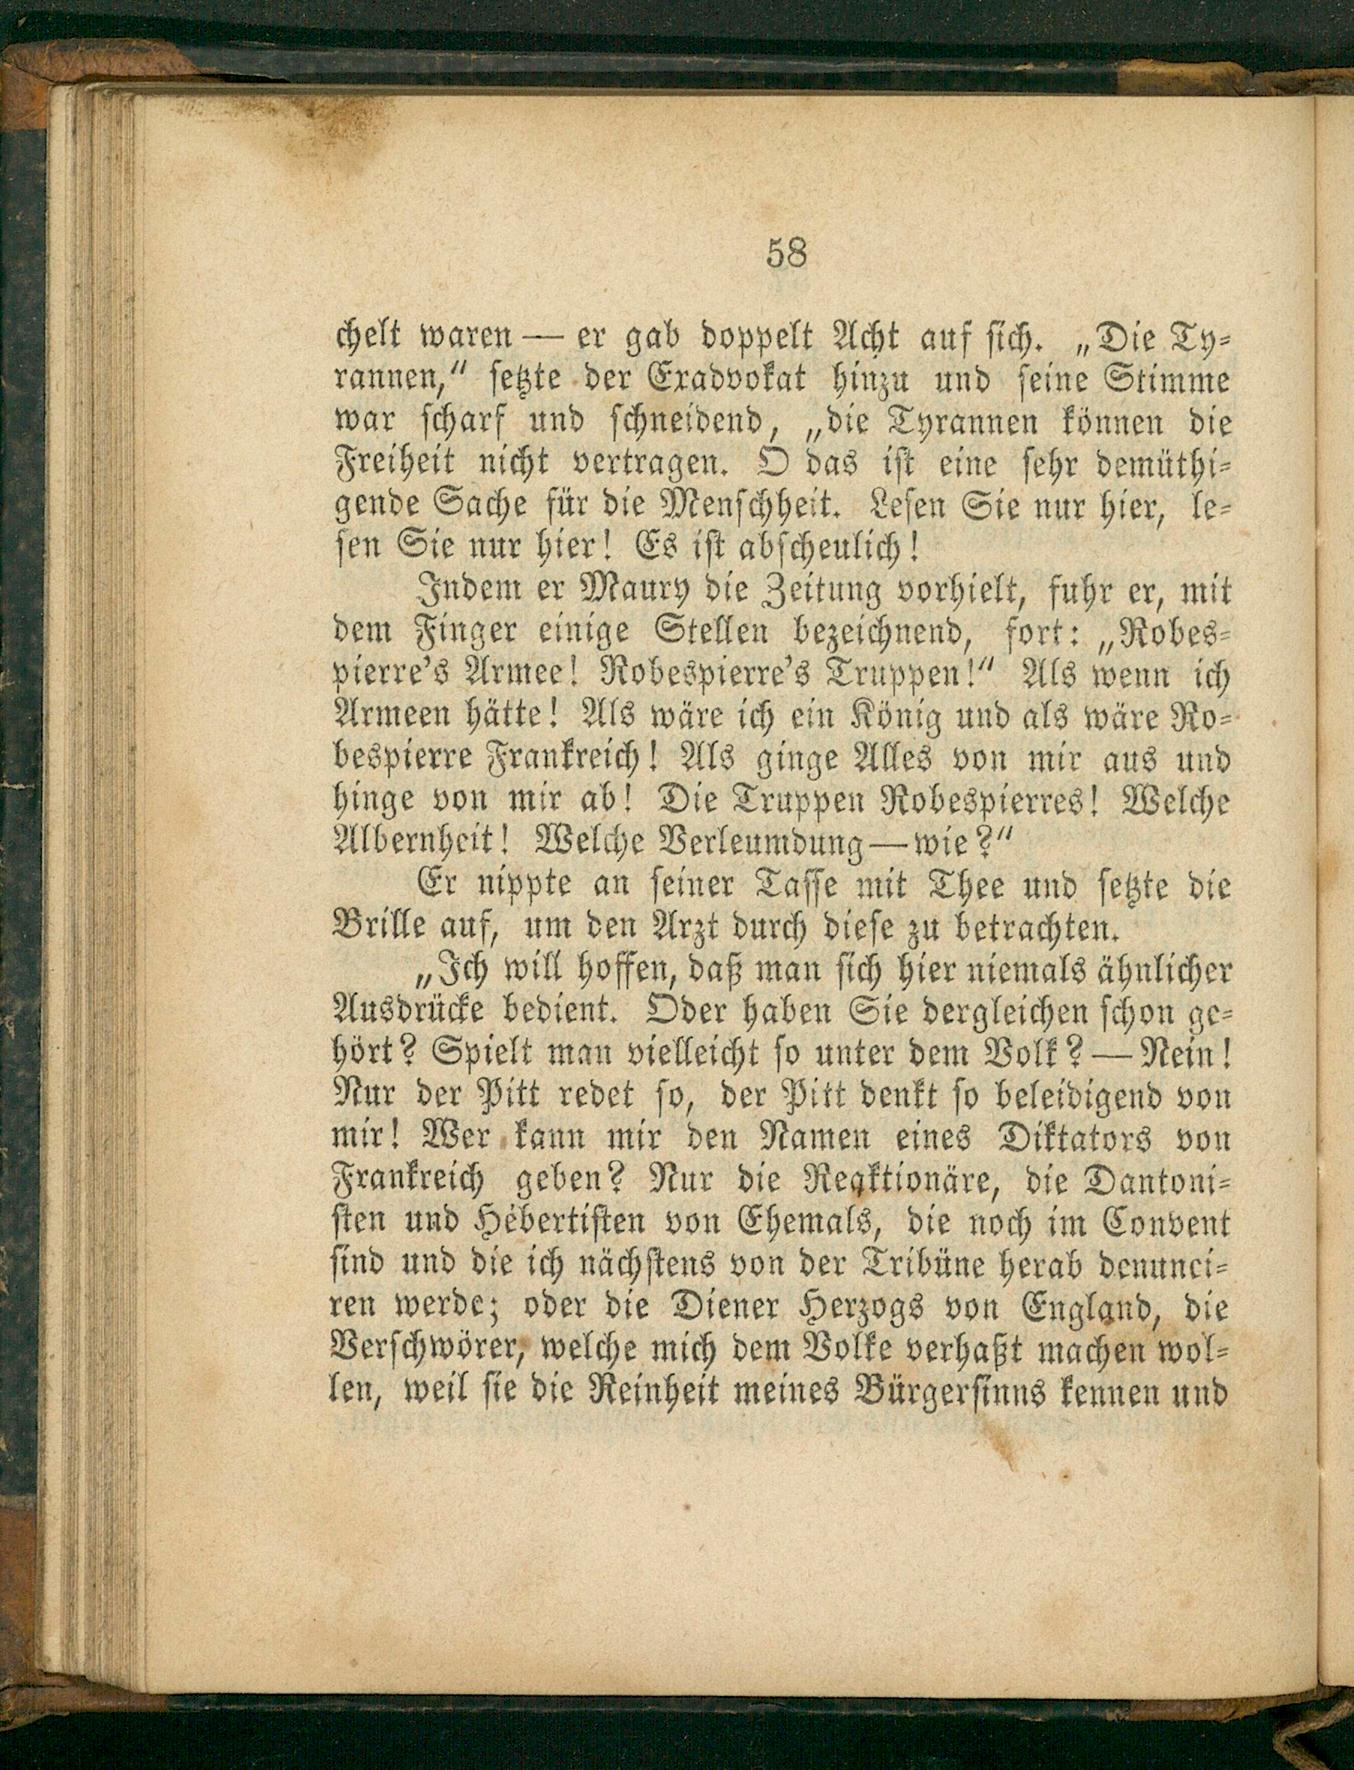 58
chelt waren — er gab doppelt Acht auf sich. „Die Ty-
rannen,“ setzte der Exadvokat hinzu und seine Stimme
war scharf und schneidend, „die Tyrannen können die
Freiheit nicht vertragen. O das ist eine sehr demüthi-
gende Sache für die Menschheit. Lesen Sie nur hier, le-
sen Sie nur hier! Es ist abscheulich!
Indem er Maury die Zeitung vorhielt, fuhr er, mit
dem Finger einige Stellen bezeichnend, fort: „Robes-
pierre’s Armee! Robespierre’s Truppen!“ Als wenn ich
Armeen hätte! Als wäre ich ein König und als wäre Ro-
bespierre Frankreich! Als ginge Alles von mir aus und
hinge von mir ab! Die Truppen Robespierres! Welche
Albernheit! Welche Verleumdung — wie?“
Er nippte an seiner Tasse mit Thee und setzte die
Brille auf, um den Arzt durch diese zu betrachten.
„Ich will hoffen, daß man sich hier niemals ähnlicher
Ausdrücke bedient. Oder haben Sie dergleichen schon ge-
hört? Spielt man vielleicht so unter dem Volk? — Nein!
Nur der Pitt redet so, der Pitt denkt so beleidigend von
mir! Wer kann mir den Namen eines Diktators von
Frankreich geben? Nur die Reaktionäre, die Dantoni-
sten und Hébertisten von Ehemals, die noch im Convent
sind und die ich nächstens von der Tribüne herab denunci-
ren werde; oder die Diener Herzogs von England, die
Verschwörer, welche mich dem Volke verhaßt machen wol-
len, weil sie die Reinheit meines Bürgersinns kennen und